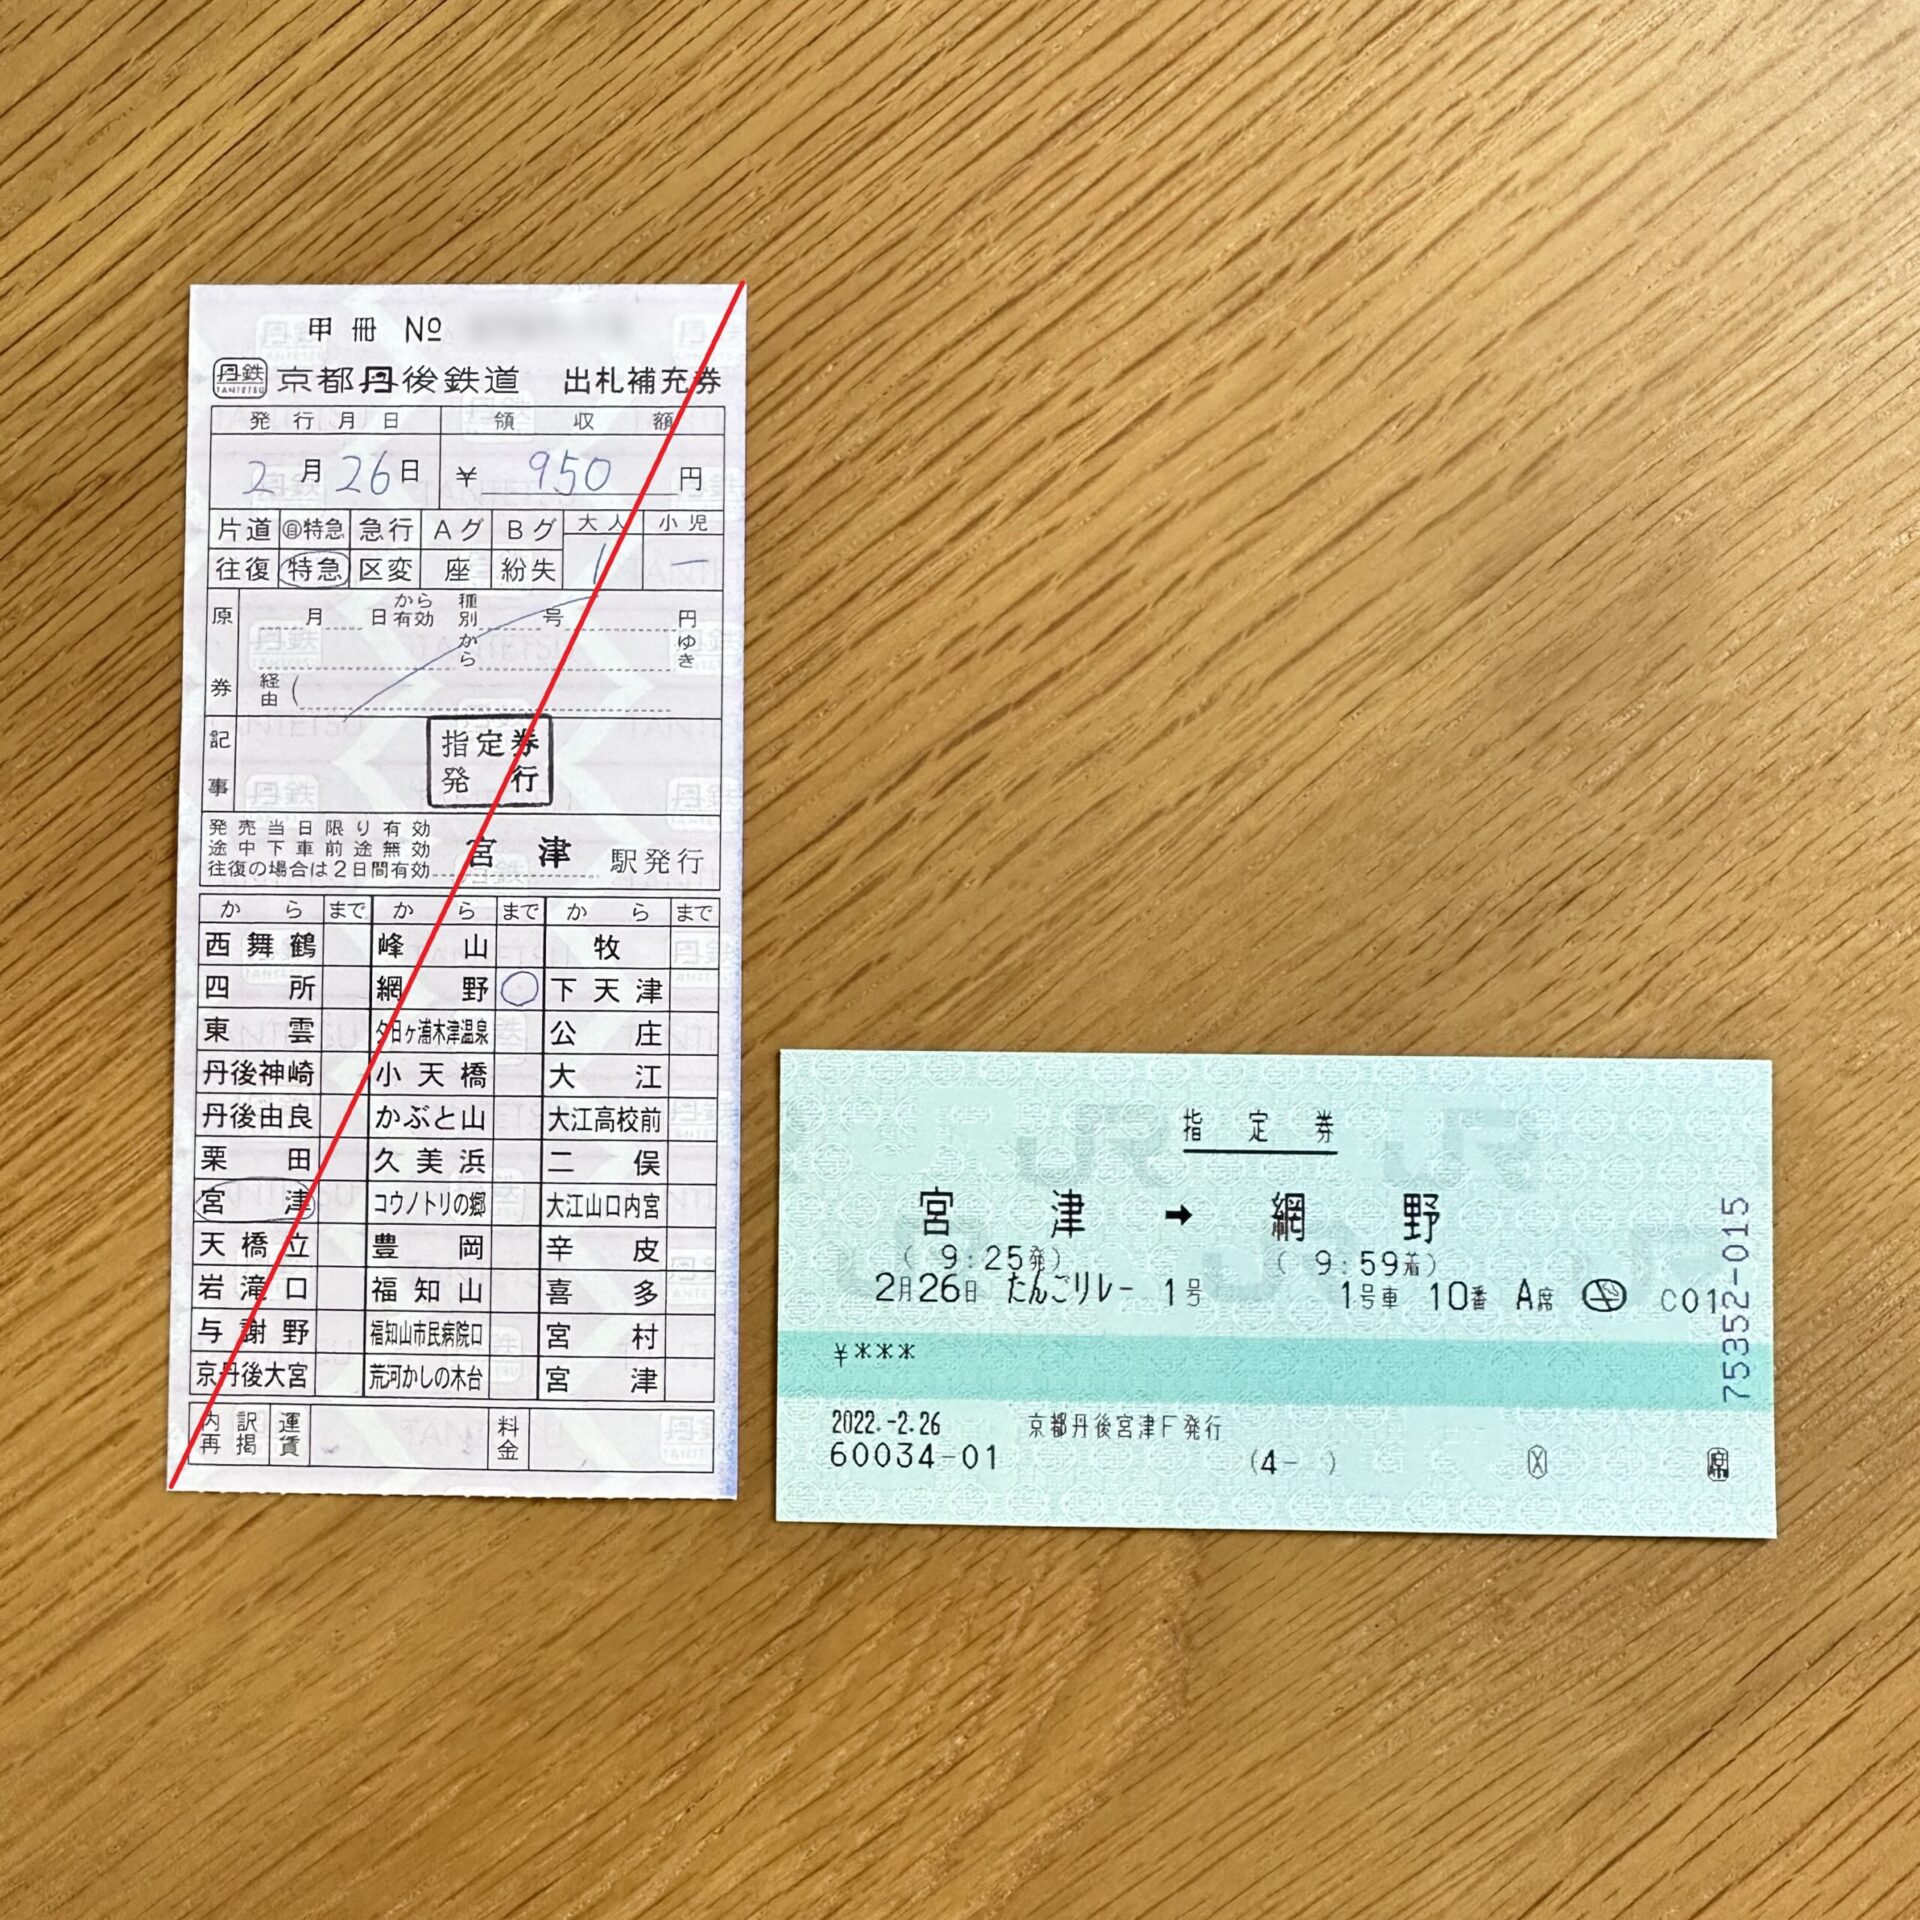 甲冊 №
丹鉄 TANTETSU 京都丹後鉄道 出札補充券
発行月日 領収額
2月26日 ¥950円
片道 自特急 急行 Aグ Bグ 大人 小児
往復 特急 区変 座 紛失 1 ー
原券 月 日から有効 種別 号 円
から ゆき
経由(
記事 指定券発行
発売当日限り有効
途中下車前途無効
往復の場合は2日間有効
宮津 駅発行
から まで から まで から まで
西舞鶴 峰山 牧
四所 網野 ○ 下天津
東雲 夕日ヶ浦木津温泉 公庄
丹後神崎 小天橋 大江
丹後由良 かぶと山 大江高校前
栗田 久美浜 二俣
宮津 コウノトリの郷 大江山口内宮
天橋立 豊岡 辛皮
岩滝口 福知山 喜多
与謝野 福知山市民病院口 宮村
京丹後大宮 荒河かしの木台 宮津
内訳再掲 運賃 料金
指定券
宮津 → 網野
(9:25発) (9:59着)
2月26日 たんごリレー 1号 1号車 10番 A席 C01
¥***
2022.-2.26 京都丹後宮津F発行
60034-01 (4- ) 〤 席
75352-015